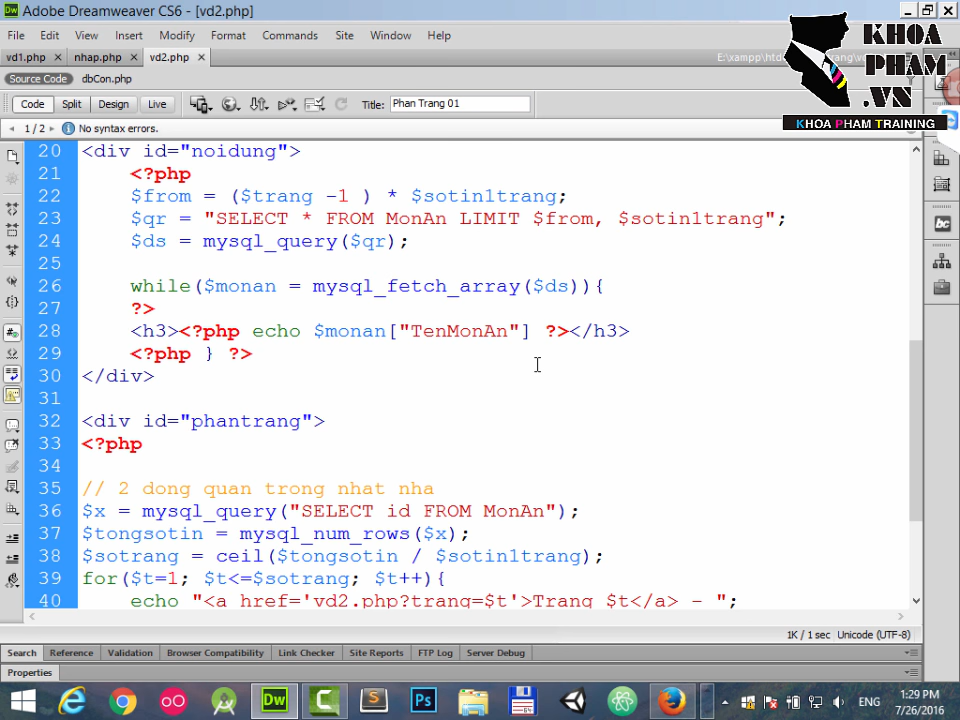 Dw Adobe Dreamweaver CS6 - [vd2.php]
File Edit View Insert Modify Format Commands Site Window Help
vd1.php × nhap.php × vd2.php ×
Source Code dbCon.php
Code Split Design Live Title: Phan Trang 01
1 / 2 No syntax errors.
KHOA
PHAM
.VN
KHOA PHAM TRAINING
20 <div id="noidung">
21 <?php
22 $from = ($trang -1 ) * $sotin1trang;
23 $qr = "SELECT * FROM MonAn LIMIT $from, $sotin1trang";
24 $ds = mysql_query($qr);
25
26 while($monan = mysql_fetch_array($ds)){
27 ?>
28 <h3><?php echo $monan["TenMonAn"] ?></h3>
29 <?php } ?>
30 </div>
31
32 <div id="phantrang">
33 <?php
34
35 // 2 dong quan trong nhat nha
36 $x = mysql_query("SELECT id FROM MonAn");
37 $tongsotin = mysql_num_rows($x);
38 $sotrang = ceil($tongsotin / $sotin1trang);
39 for($t=1; $t<=$sotrang; $t++){
40 echo "<a href='vd2.php?trang=$t'>Trang $t</a> - ";
1K / 1 sec Unicode (UTF-8)
Search Reference Validation Browser Compatibility Link Checker Site Reports FTP Log Server Debug
Properties
Dw Ps ENG
1:29 PM
7/26/2016